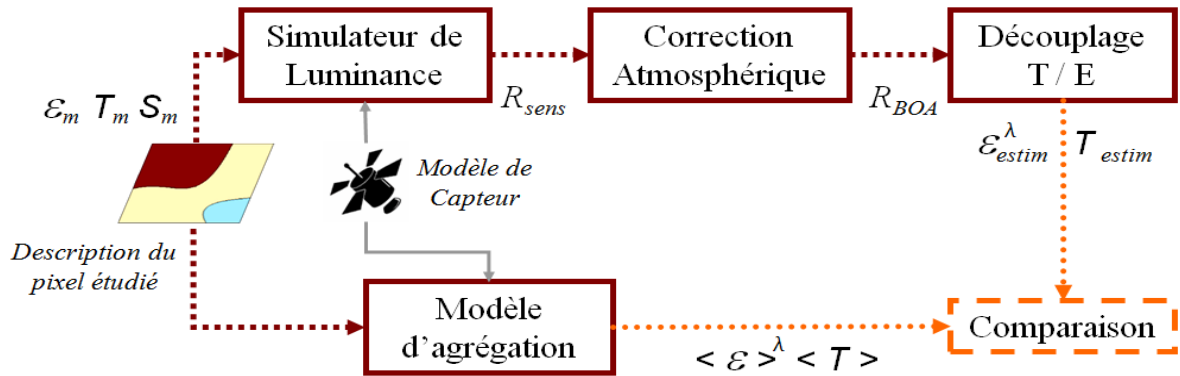 Simulateur de
Luminance
Correction
Atmosphérique
Découplage
T / E
R_sens
R_BOA
ε_m T_m S_m
ε^λ_estim T_estim
Modèle de
Capteur
Description du
pixel étudié
Modèle
d'agrégation
Comparaison
< ε >^λ < T >